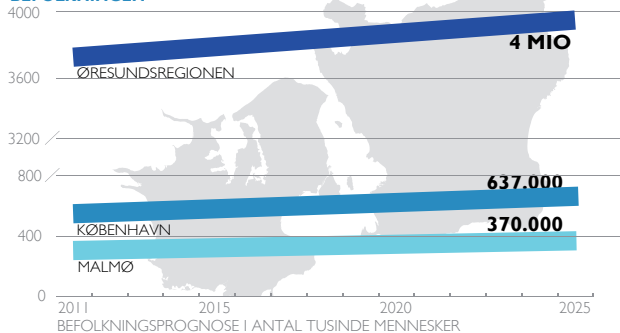 BEFOLKNINGEN
4000
4 MIO
ØRESUNDSREGIONEN
3600
3200
800
637.000
KØBENHAVN
370.000
400
MALMØ
0
2011 2015 2020 2025
BEFOLKNINGSPROGNOSE I ANTAL TUSINDE MENNESKER